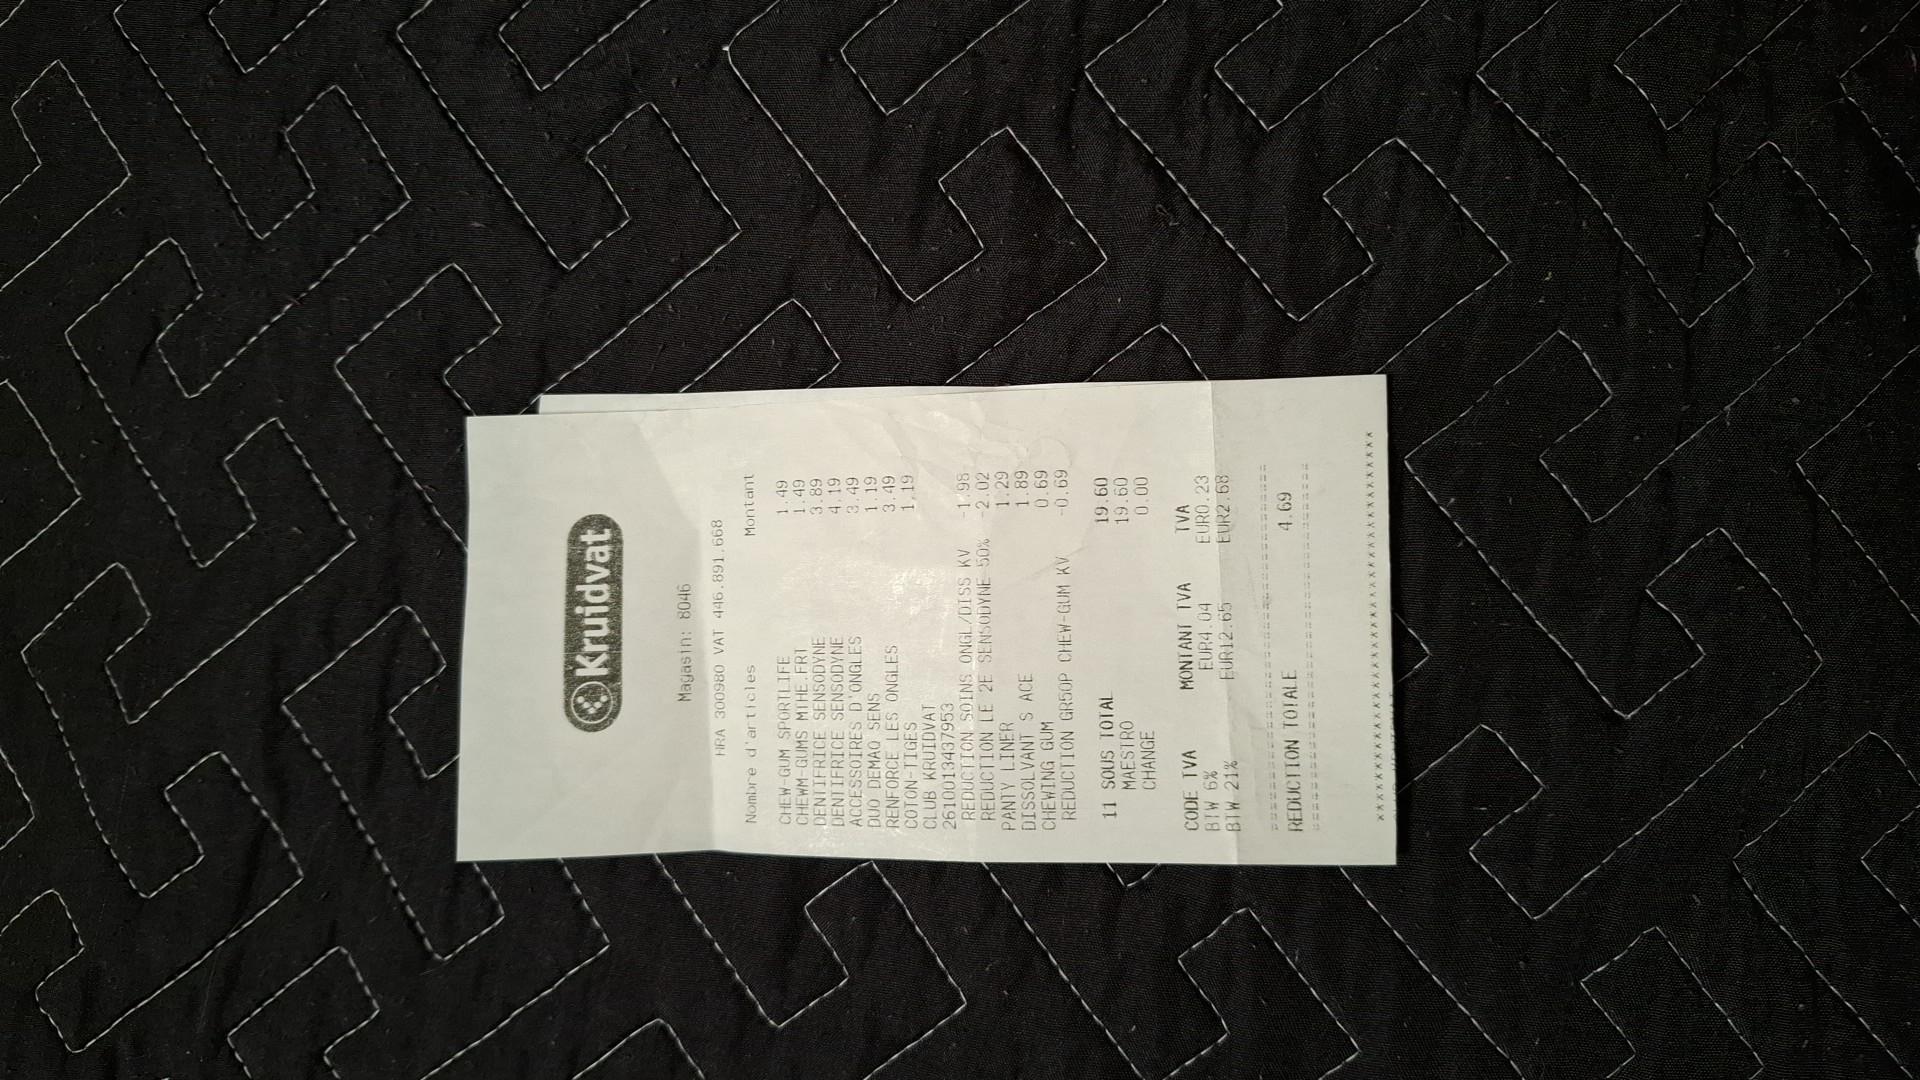 Kruidvat
Magasin: 8046
HRA 300980 VAT 446.891.668
Nombre d'articles Montant
CHEW-GUM SPORTLIFE 1.49
CHEWM-GUMS MTHE.FRT 1.49
DENTIFRICE SENSODYNE 3.89
DENTIFRICE SENSODYNE 4.19
ACCESSOIRES D'ONGLES 3.49
DUO DEMAQ SENS 1.19
RENFORCE LES ONGLES 3.49
COTON-TIGES 1.19
CLUB KRUIDVAT
2610013437953
REDUCTION SOINS ONGL/DISS KV -1.98
REDUCTION LE 2E SENSODYNE 50% -2.02
PANTY LINER 1.29
DISSOLVANT S ACE 1.89
CHEWING GUM 0.69
REDUCTION GR50P CHEW-GUM KV -0.69
11 SOUS TOTAL 19.60
MAESTRO 19.60
CHANGE 0.00
CODE TVA MONTANT TVA TVA
BTW 6% EUR4.04 EUR0.23
BTW 21% EUR12.65 EUR2.68
REDUCTION TOTALE 4.69